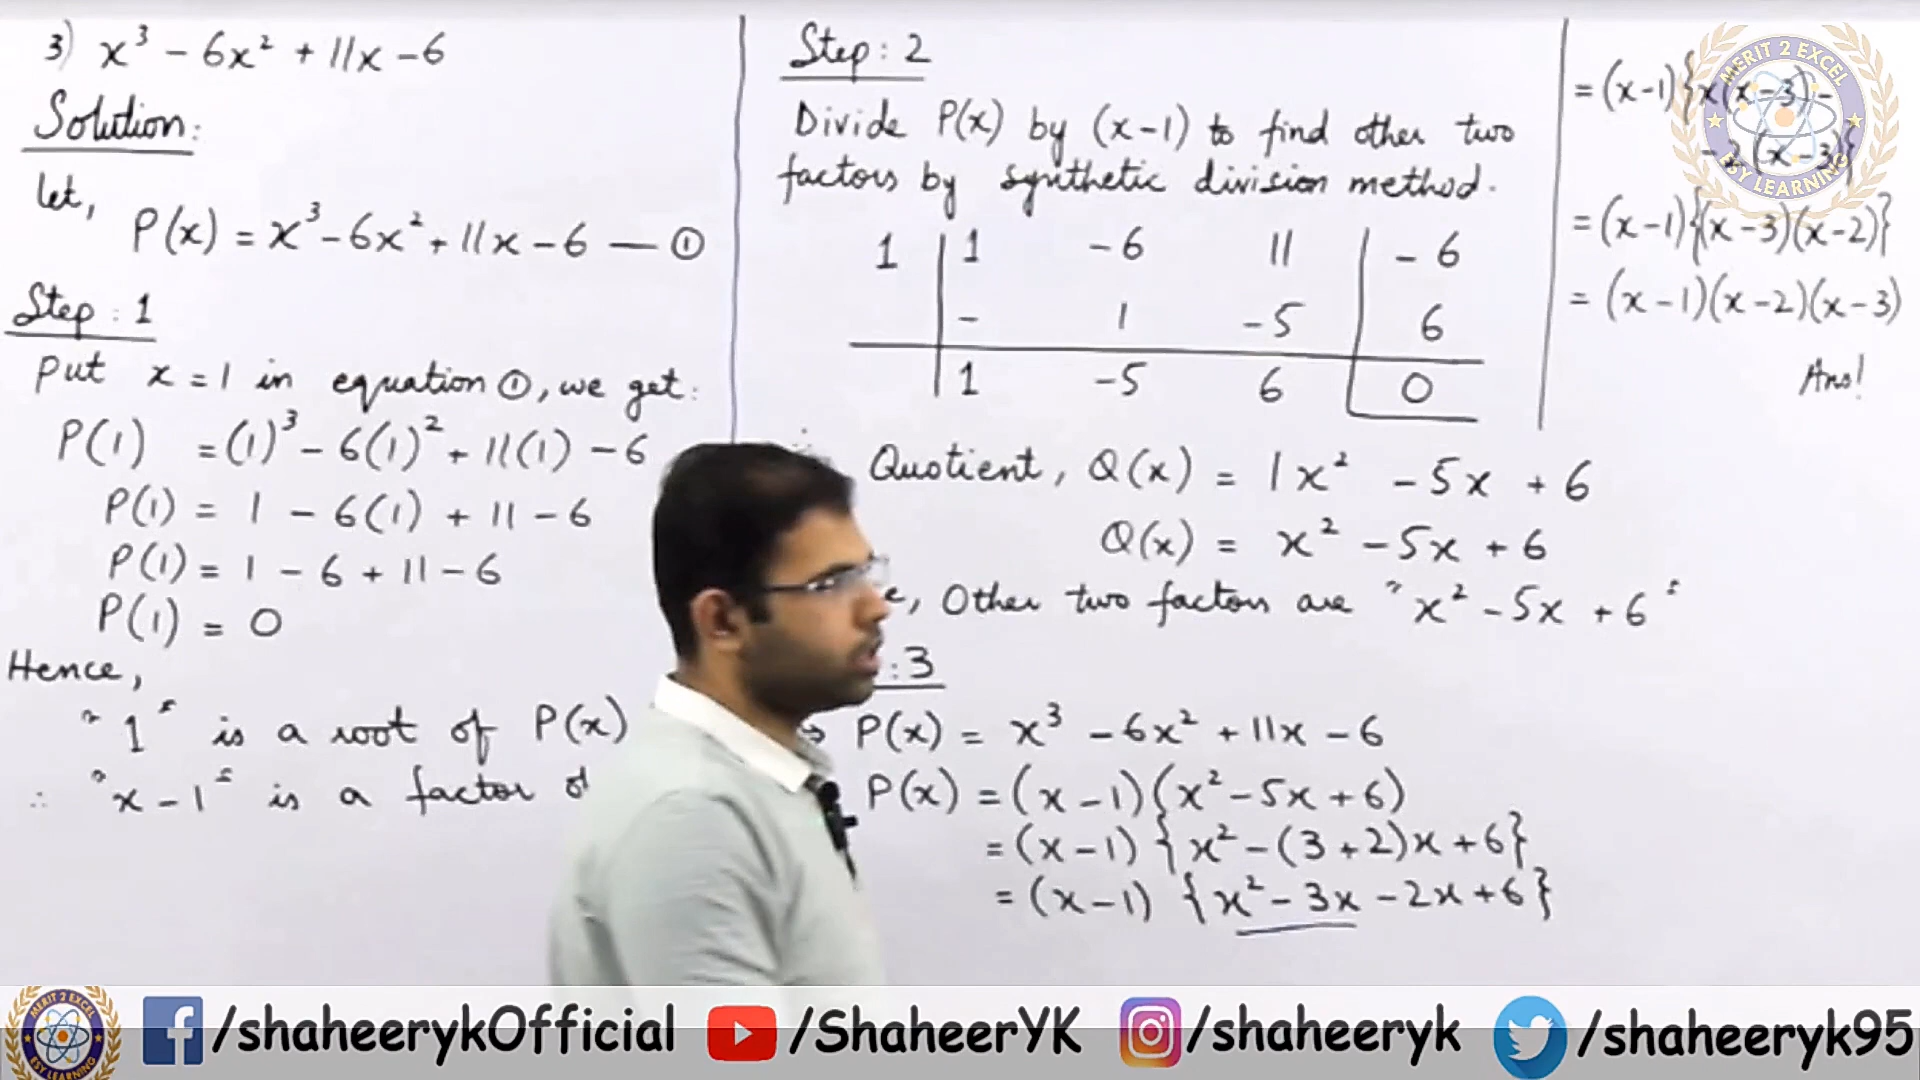 3) x³ - 6x² + 11x - 6
Solution:
let,
P(x) = x³ - 6x² + 11x - 6 — ①
Step : 1
Put x = 1 in equation ①, we get:
P(1) = (1)³ - 6(1)² + 11(1) - 6
P(1) = 1 - 6(1) + 11 - 6
P(1) = 1 - 6 + 11 - 6
P(1) = 0
Hence,
"1" is a root of P(x)
∴ "x - 1" is a factor of
Step : 2
Divide P(x) by (x-1) to find other two
factors by synthetic division method.
1 | 1 -6 11 | -6
- 1 -5 | 6
1 -5 6 | 0
Quotient, Q(x) = 1x² - 5x + 6
Q(x) = x² - 5x + 6
, Other two factors are "x² - 5x + 6"
: 3
P(x) = x³ - 6x² + 11x - 6
P(x) = (x - 1)(x² - 5x + 6)
= (x - 1) {x² - (3 + 2)x + 6}
= (x - 1) {x² - 3x - 2x + 6}
= (x-1){x(x-3) -
(x-3)}
= (x-1){(x-3)(x-2)}
= (x-1)(x-2)(x-3)
Ans!
MERIT 2 EXCEL
ESY LEARNING
MERIT 2 EXCEL
ESY LEARNING
/shaheerykOfficial
/ShaheerYK
/shaheeryk
/shaheeryk95